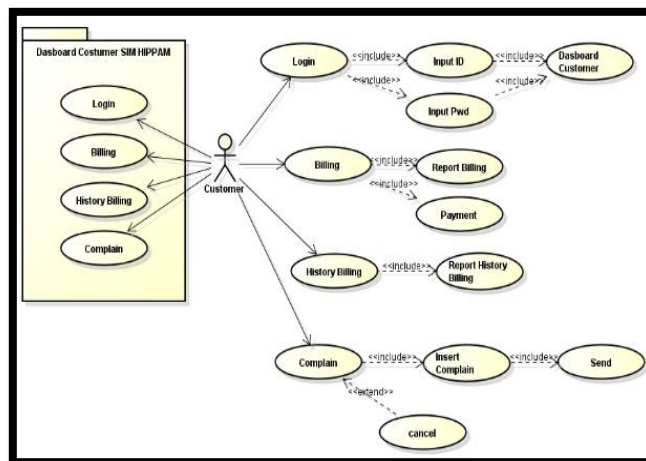 Dasboard Costumer SIM HIPPAM
Login
Billing
History Billing
Complain
Customer
Login
<<include>>
Input ID
<<include>>
Dasboard
Customer
<<include>>
Input Pwd
<<include>>
Billing
<<include>>
Report Billing
<<include>>
Payment
History Billing
<<include>>
Report History
Billing
Complain
<<include>>
Insert
Complain
<<include>>
Send
<<extend>>
cancel